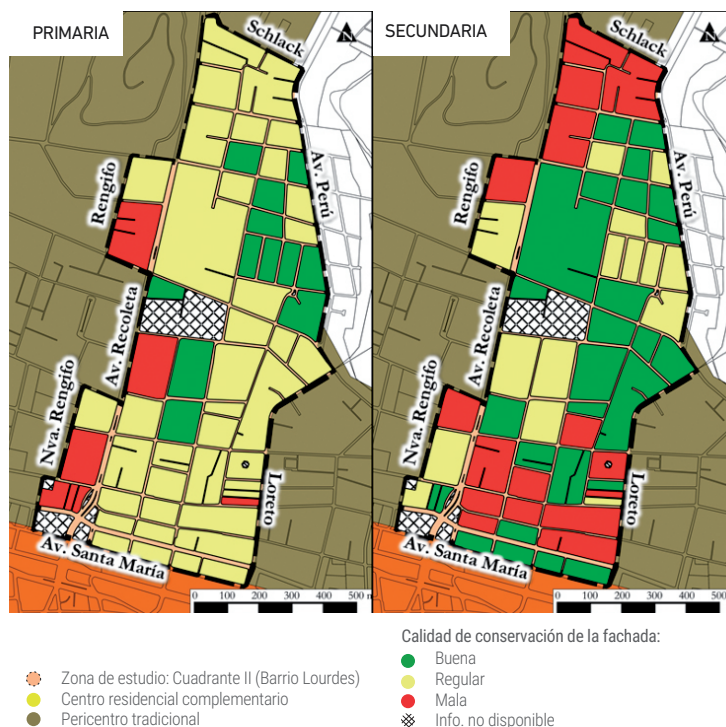 PRIMARIA
Schlack
Av. Perú
Rengifo
Av. Recoleta
Nva. Rengifo
Loreto
Av. Santa María
0 100 200 300 400 500 m
SECUNDARIA
Schlack
Av. Perú
Rengifo
Av. Recoleta
Nva. Rengifo
Loreto
Av. Santa María
0 100 200 300 400 500
Zona de estudio: Cuadrante II (Barrio Lourdes)
Centro residencial complementario
Pericentro tradicional
Calidad de conservación de la fachada:
Buena
Regular
Mala
Info. no disponible